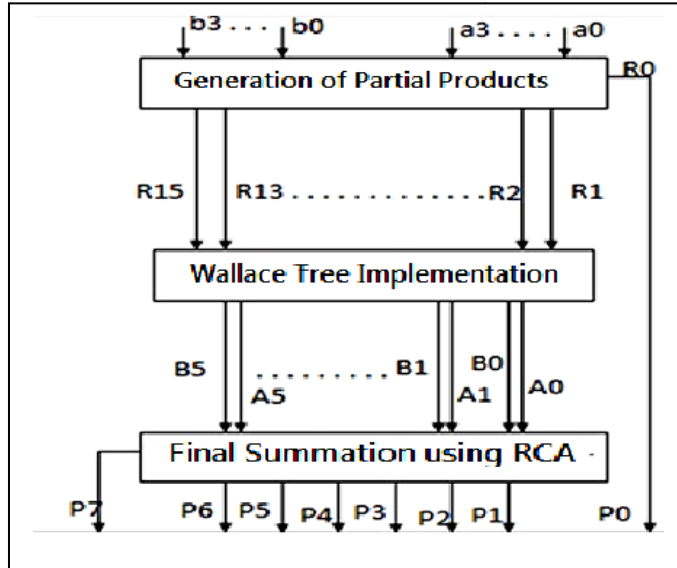 b3 . . . b0 a3 . . . . a0
Generation of Partial Products R0
R15 R13 . . . . . . . . . . . . . R2 R1
Wallace Tree Implementation
B5 . . . . . . . . . B1 B0
A5 A1 A0
Final Summation using RCA
P7 P6 P5 P4 P3 P2 P1 P0